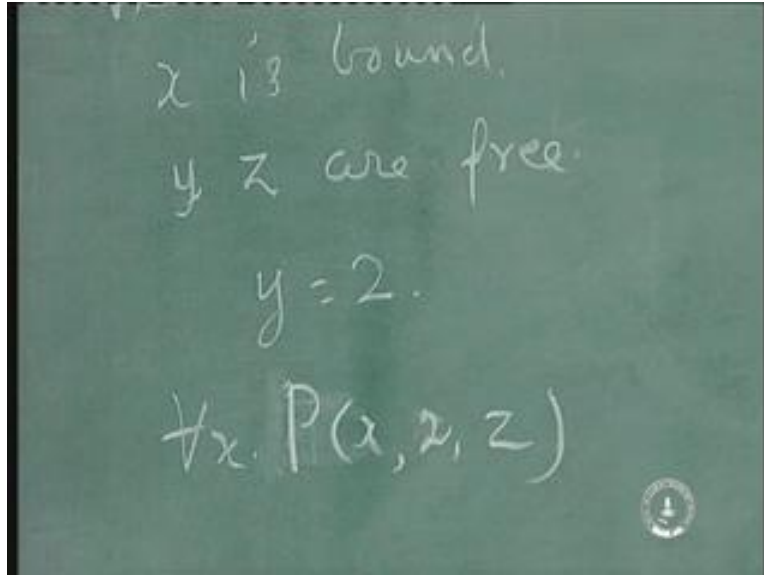 x is bound.
y z are free.
y = 2.
∀x. P(x, 2, z)